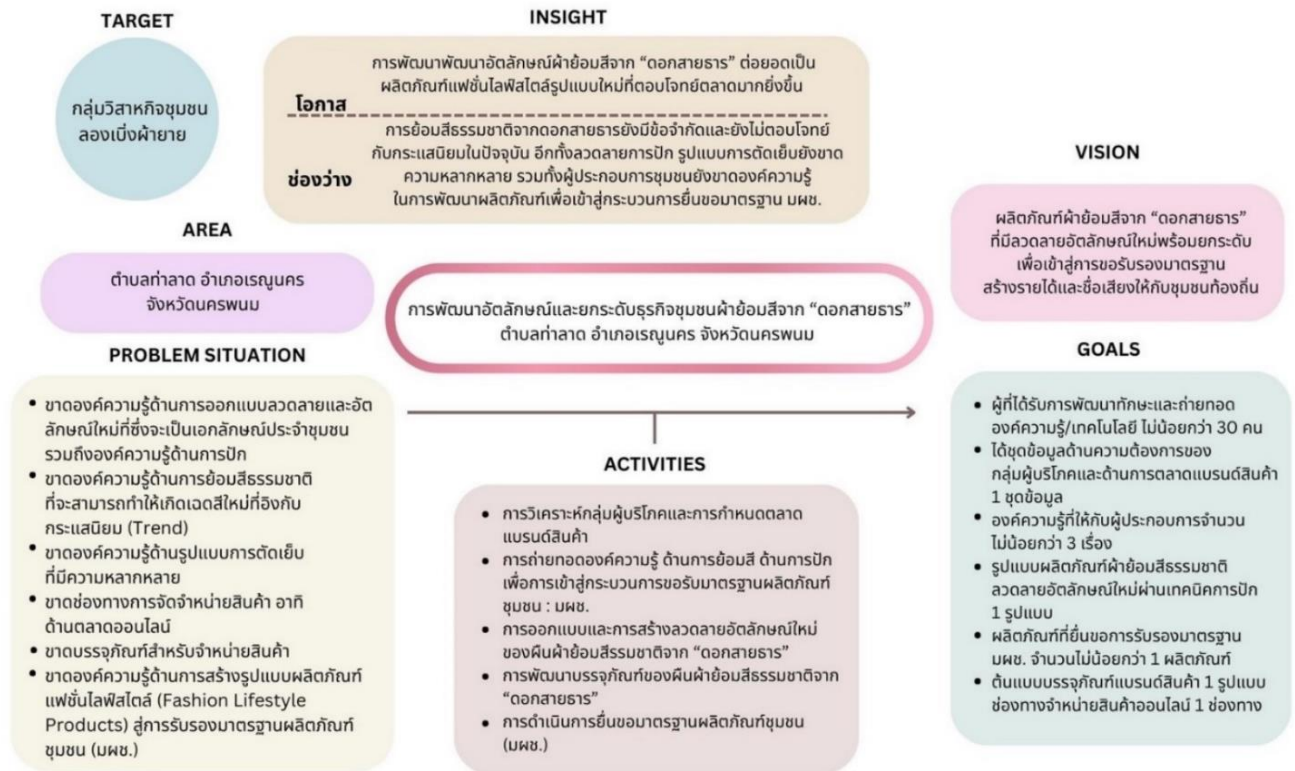 TARGET
กลุ่มวิสาหกิจชุมชน
ลองเบิ่งผ้ายาย
INSIGHT
การพัฒนาพัฒนาอัตลักษณ์ผ้าย้อมสีจาก “ดอกสายธาร” ต่อยอดเป็น
ผลิตภัณฑ์แฟชั่นไลฟ์สไตล์รูปแบบใหม่ที่ตอบโจทย์ตลาดมากยิ่งขึ้น
โอกาส
การย้อมสีธรรมชาติจากดอกสายธารยังมีข้อจำกัดและยังไม่ตอบโจทย์
กับกระแสนิยมในปัจจุบัน อีกทั้งลวดลายการปัก รูปแบบการตัดเย็บยังขาด
ความหลากหลาย รวมทั้งผู้ประกอบการชุมชนยังขาดองค์ความรู้
ในการพัฒนาผลิตภัณฑ์เพื่อเข้าสู่กระบวนการยื่นขอมาตรฐาน มผช.
ช่องว่าง
AREA
ตำบลท่าลาด อำเภอเรณูนคร
จังหวัดนครพนม
การพัฒนาอัตลักษณ์และยกระดับธุรกิจชุมชนผ้าย้อมสีจาก “ดอกสายธาร”
ตำบลท่าลาด อำเภอเรณูนคร จังหวัดนครพนม
VISION
ผลิตภัณฑ์ผ้าย้อมสีจาก “ดอกสายธาร”
ที่มีลวดลายอัตลักษณ์ใหม่พร้อมยกระดับ
เพื่อเข้าสู่การขอรับรองมาตรฐาน
สร้างรายได้และชื่อเสียงให้กับชุมชนท้องถิ่น
PROBLEM SITUATION
• ขาดองค์ความรู้ด้านการออกแบบลวดลายและอัต
ลักษณ์ใหม่ที่ซึ่งจะเป็นเอกลักษณ์ประจำชุมชน
รวมถึงองค์ความรู้ด้านการปัก
• ขาดองค์ความรู้ด้านการย้อมสีธรรมชาติ
ที่จะสามารถทำให้เกิดเฉดสีใหม่ที่อิงกับ
กระแสนิยม (Trend)
• ขาดองค์ความรู้ด้านรูปแบบการตัดเย็บ
ที่มีความหลากหลาย
• ขาดช่องทางการจัดจำหน่ายสินค้า อาทิ
ด้านตลาดออนไลน์
• ขาดบรรจุภัณฑ์สำหรับจำหน่ายสินค้า
• ขาดองค์ความรู้ด้านการสร้างรูปแบบผลิตภัณฑ์
แฟชั่นไลฟ์สไตล์ (Fashion Lifestyle
Products) สู่การรับรองมาตรฐานผลิตภัณฑ์
ชุมชน (มผช.)
ACTIVITIES
• การวิเคราะห์กลุ่มผู้บริโภคและการกำหนดตลาด
แบรนด์สินค้า
• การถ่ายทอดองค์ความรู้ ด้านการย้อมสี ด้านการปัก
เพื่อการเข้าสู่กระบวนการขอรับมาตรฐานผลิตภัณฑ์
ชุมชน : มผช.
• การออกแบบและการสร้างลวดลายอัตลักษณ์ใหม่
ของผืนผ้าย้อมสีธรรมชาติจาก “ดอกสายธาร”
• การพัฒนาบรรจุภัณฑ์ของผืนผ้าย้อมสีธรรมชาติจาก
“ดอกสายธาร”
• การดำเนินการยื่นขอมาตรฐานผลิตภัณฑ์ชุมชน
(มผช.)
GOALS
• ผู้ที่ได้รับการพัฒนาทักษะและถ่ายทอด
องค์ความรู้/เทคโนโลยี ไม่น้อยกว่า 30 คน
• ได้ชุดข้อมูลด้านความต้องการของ
กลุ่มผู้บริโภคและด้านการตลาดแบรนด์สินค้า
1 ชุดข้อมูล
• องค์ความรู้ที่ให้กับผู้ประกอบการจำนวน
ไม่น้อยกว่า 3 เรื่อง
• รูปแบบผลิตภัณฑ์ผ้าย้อมสีธรรมชาติ
ลวดลายอัตลักษณ์ใหม่ผ่านเทคนิคการปัก
1 รูปแบบ
• ผลิตภัณฑ์ที่ยื่นขอการรับรองมาตรฐาน
มผช. จำนวนไม่น้อยกว่า 1 ผลิตภัณฑ์
• ต้นแบบบรรจุภัณฑ์แบรนด์สินค้า 1 รูปแบบ
ช่องทางจำหน่ายสินค้าออนไลน์ 1 ช่องทาง